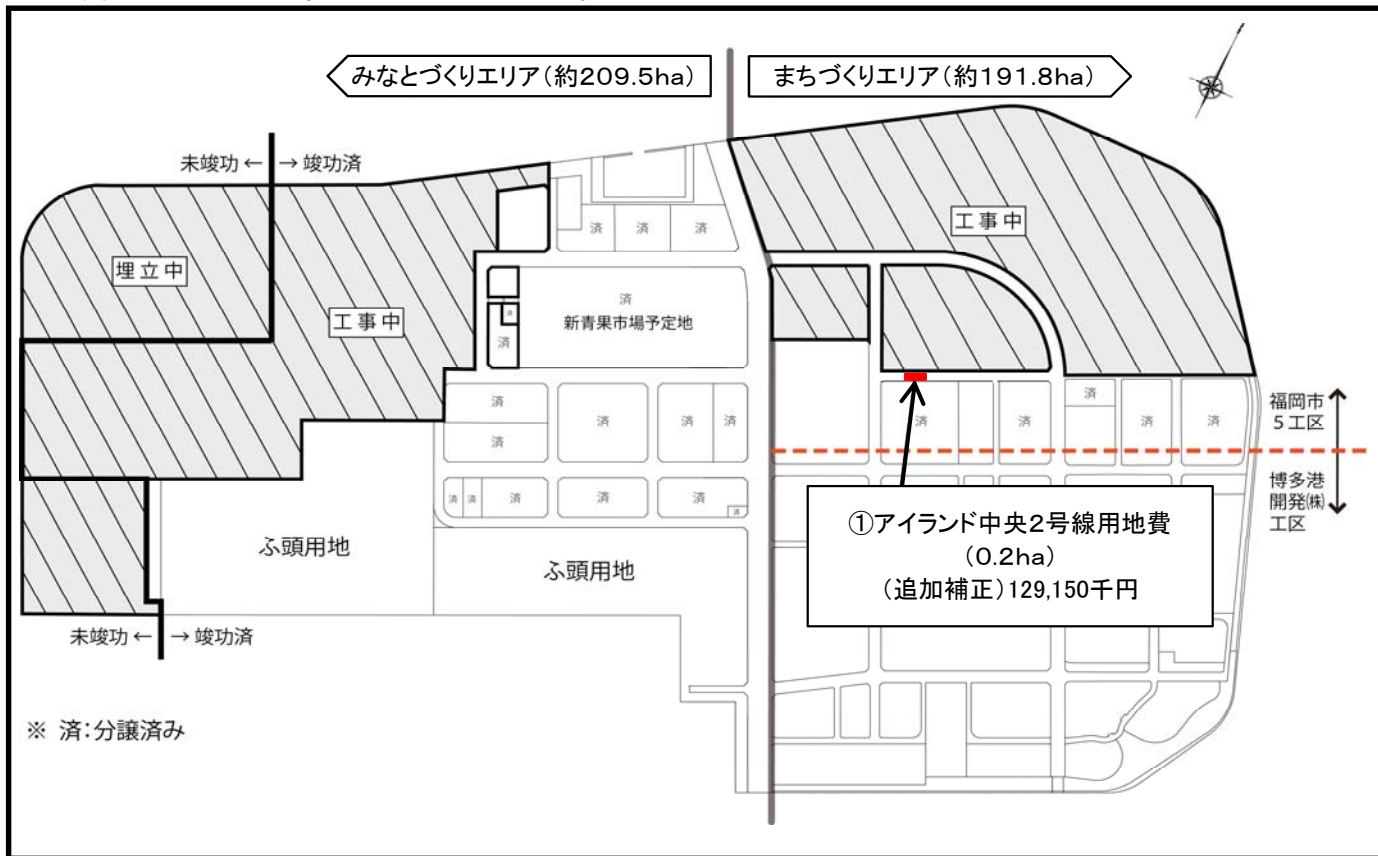 みなとづくりエリア(約209.5ha)
まちづくりエリア(約191.8ha)
未竣功 ← → 竣功済
済 済 済
工事中
埋立中
工事中
済
新青果市場予定地
済
済
済
済
済
済 済
済
済
済
済
済
済
福岡市
5工区
博多港
開発㈱
工区
済 済 済
済
済
済
①アイランド中央2号線用地費
(0.2ha)
(追加補正)129,150千円
ふ頭用地
ふ頭用地
未竣功 ← → 竣功済
※ 済:分譲済み